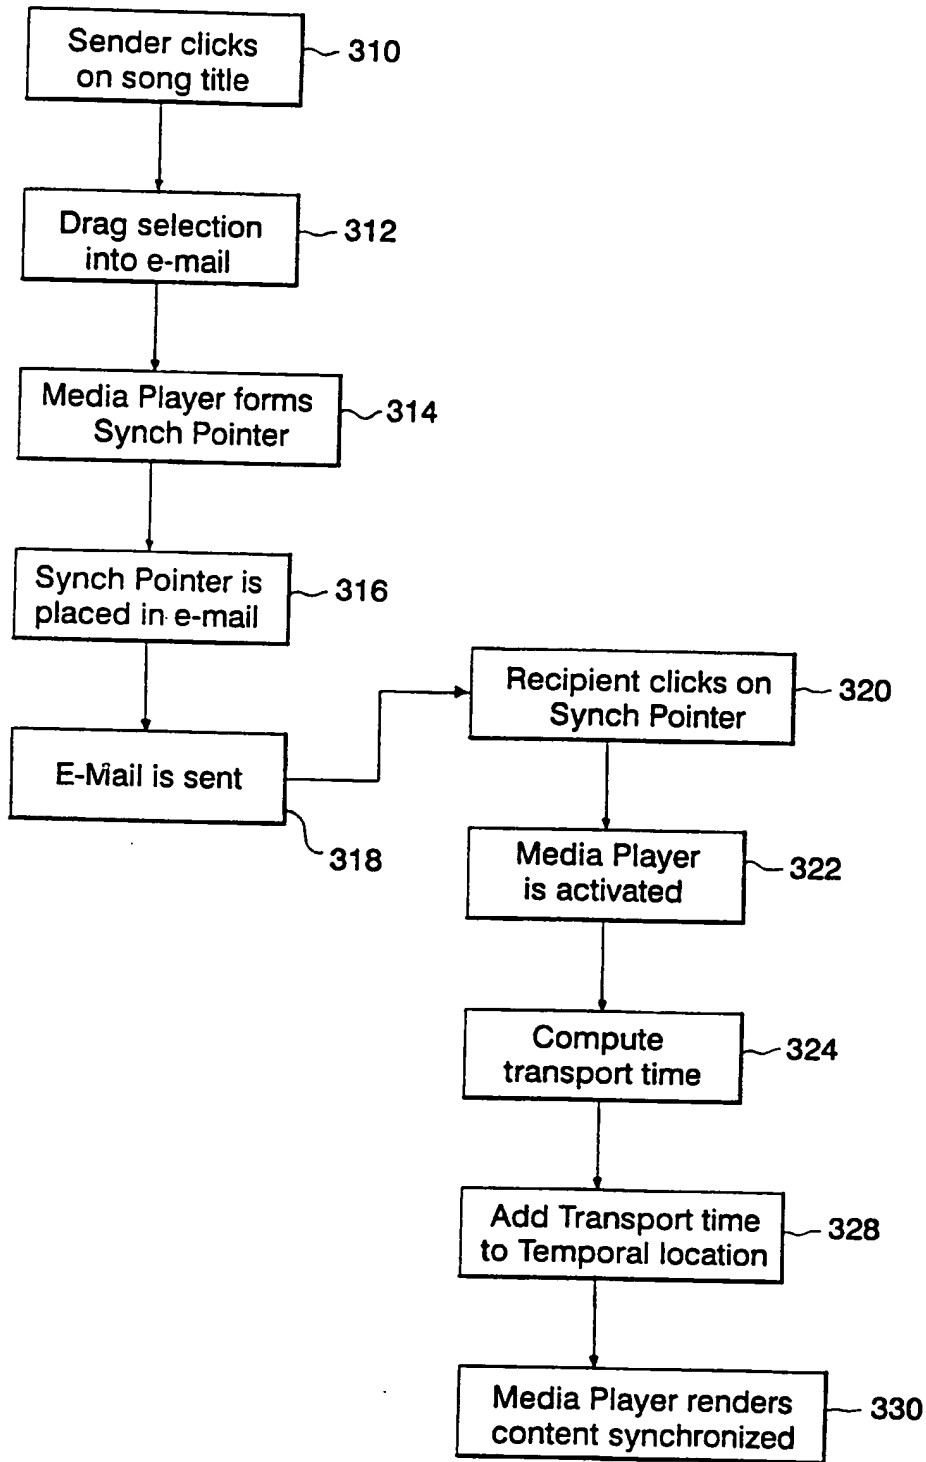 Sender clicks
on song title
310
Drag selection
into e-mail
312
Media Player forms
Synch Pointer
314
Synch Pointer is
placed in e-mail
316
E-Mail is sent
318
Recipient clicks on
Synch Pointer
320
Media Player
is activated
322
Compute
transport time
324
Add Transport time
to Temporal location
328
Media Player renders
content synchronized
330